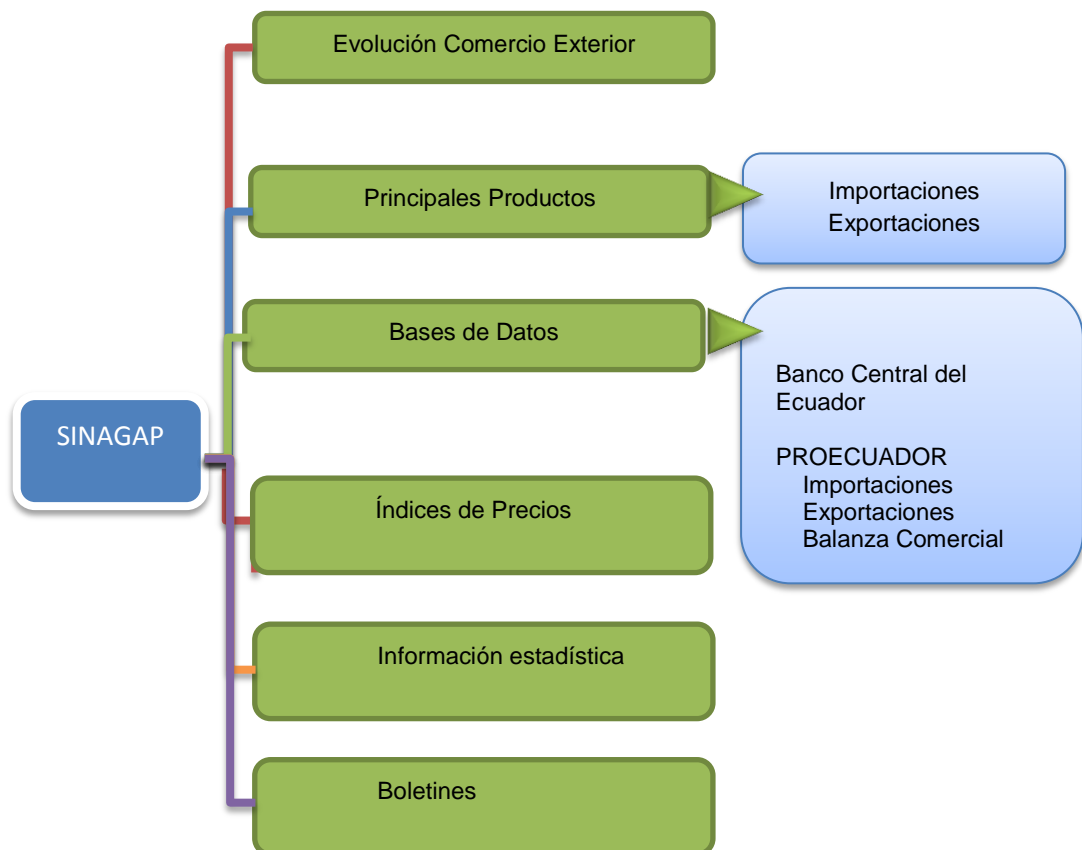 Evolución Comercio Exterior
Principales Productos
Importaciones
Exportaciones
Bases de Datos
Banco Central del
Ecuador
PROECUADOR
Importaciones
Exportaciones
Balanza Comercial
SINAGAP
Índices de Precios
Información estadística
Boletines